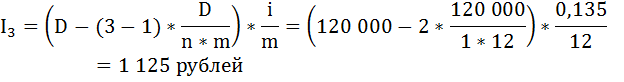 I₃ = (D − (3 − 1) ∗ D/(n ∗ m)) ∗ i/m = (120 000 − 2 ∗ 120 000/(1 ∗ 12)) ∗ 0,135/12
= 1 125 рублей